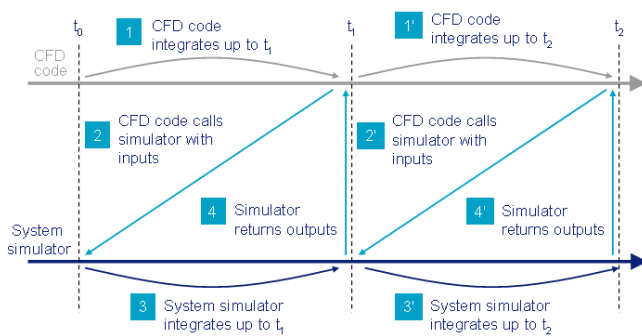 t0
1 CFD code
integrates up to t1
t1
1' CFD code
integrates up to t2
t2
CFD
code
2 CFD code calls
simulator with
inputs
2' CFD code calls
simulator with
inputs
4 Simulator
returns outputs
4' Simulator
returns outputs
System
simulator
3 System simulator
integrates up to t1
3' System simulator
integrates up to t2